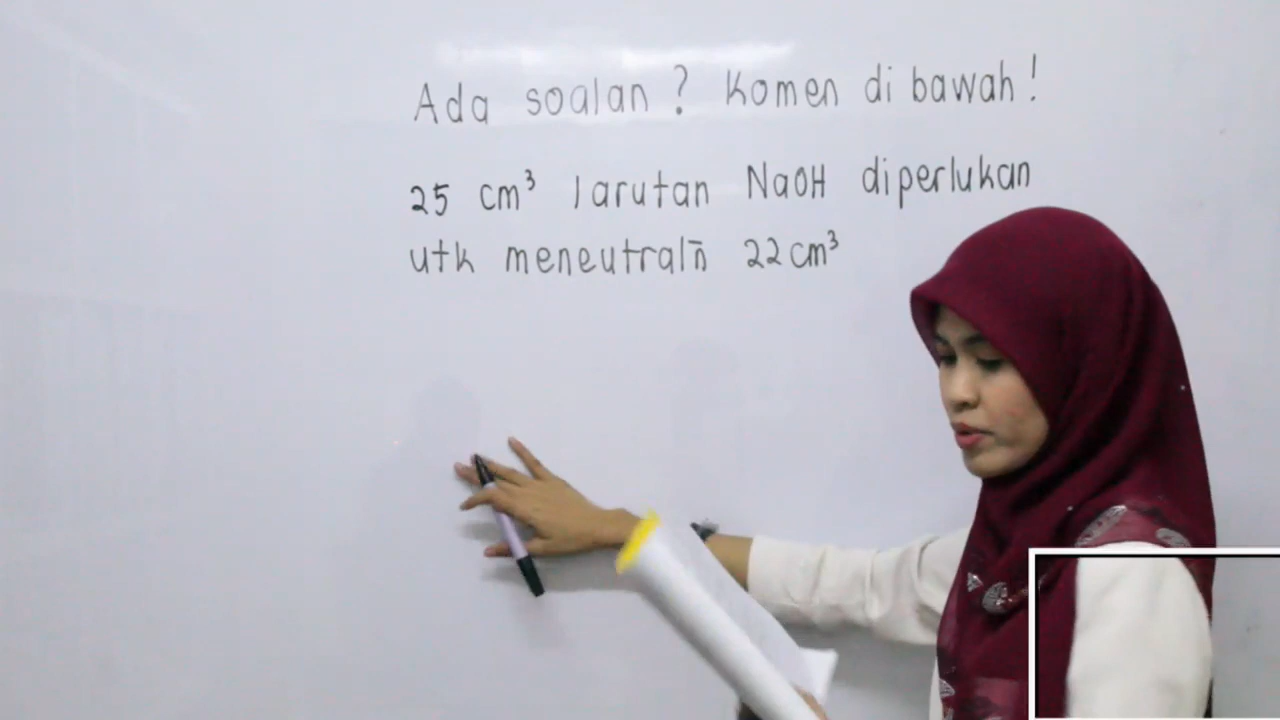 Ada soalan? Komen di bawah!
25 cm³ larutan NaOH diperlukan
utk meneutraln̄ 22 cm³